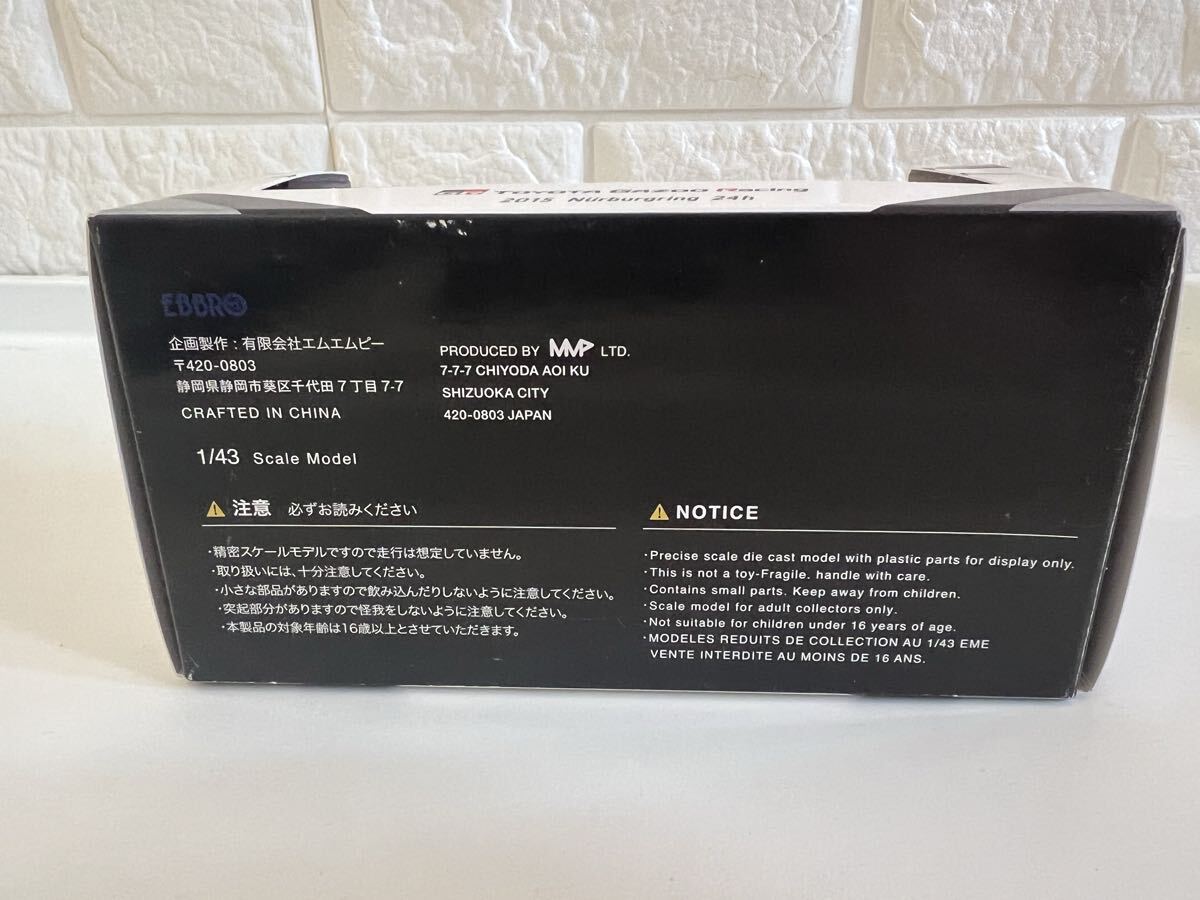 TOYOTA GAZOO Racing
2015 Nürburgring 24h
EBBRO
企画製作：有限会社エムエムピー
〒420-0803
静岡県静岡市葵区千代田７丁目7-7
CRAFTED IN CHINA
PRODUCED BY MMP LTD.
7-7-7 CHIYODA AOI KU
SHIZUOKA CITY
420-0803 JAPAN
1/43 Scale Model
注意 必ずお読みください
・精密スケールモデルですので走行は想定していません。
・取り扱いには、十分注意してください。
・小さな部品がありますので飲み込んだりしないように注意してください。
・突起部分がありますので怪我をしないように注意してください。
・本製品の対象年齢は16歳以上とさせていただきます。
NOTICE
・Precise scale die cast model with plastic parts for display only.
・This is not a toy-Fragile. handle with care.
・Contains small parts. Keep away from children.
・Scale model for adult collectors only.
・Not suitable for children under 16 years of age.
・MODELES REDUITS DE COLLECTION AU 1/43 EME
VENTE INTERDITE AU MOINS DE 16 ANS.